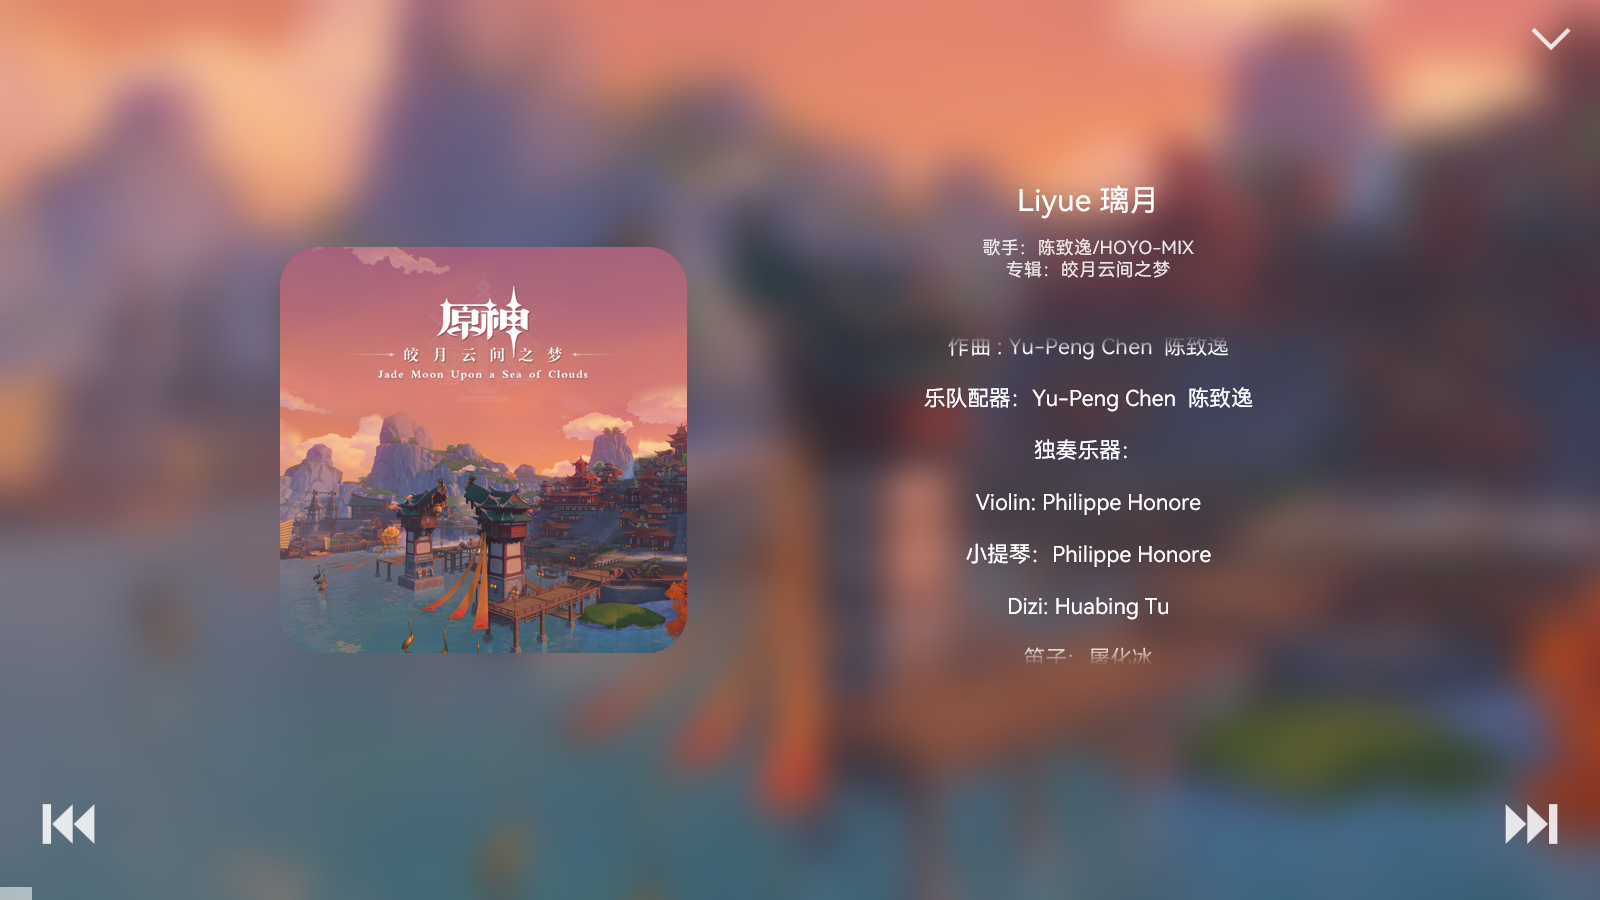 原神
皎月云间之梦
Jade Moon Upon a Sea of Clouds
Liyue 璃月
歌手：陈致逸/HOYO-MIX
专辑：皎月云间之梦
作曲 : Yu-Peng Chen 陈致逸
乐队配器：Yu-Peng Chen 陈致逸
独奏乐器：
Violin: Philippe Honore
小提琴：Philippe Honore
Dizi: Huabing Tu
笛子：屠化冰